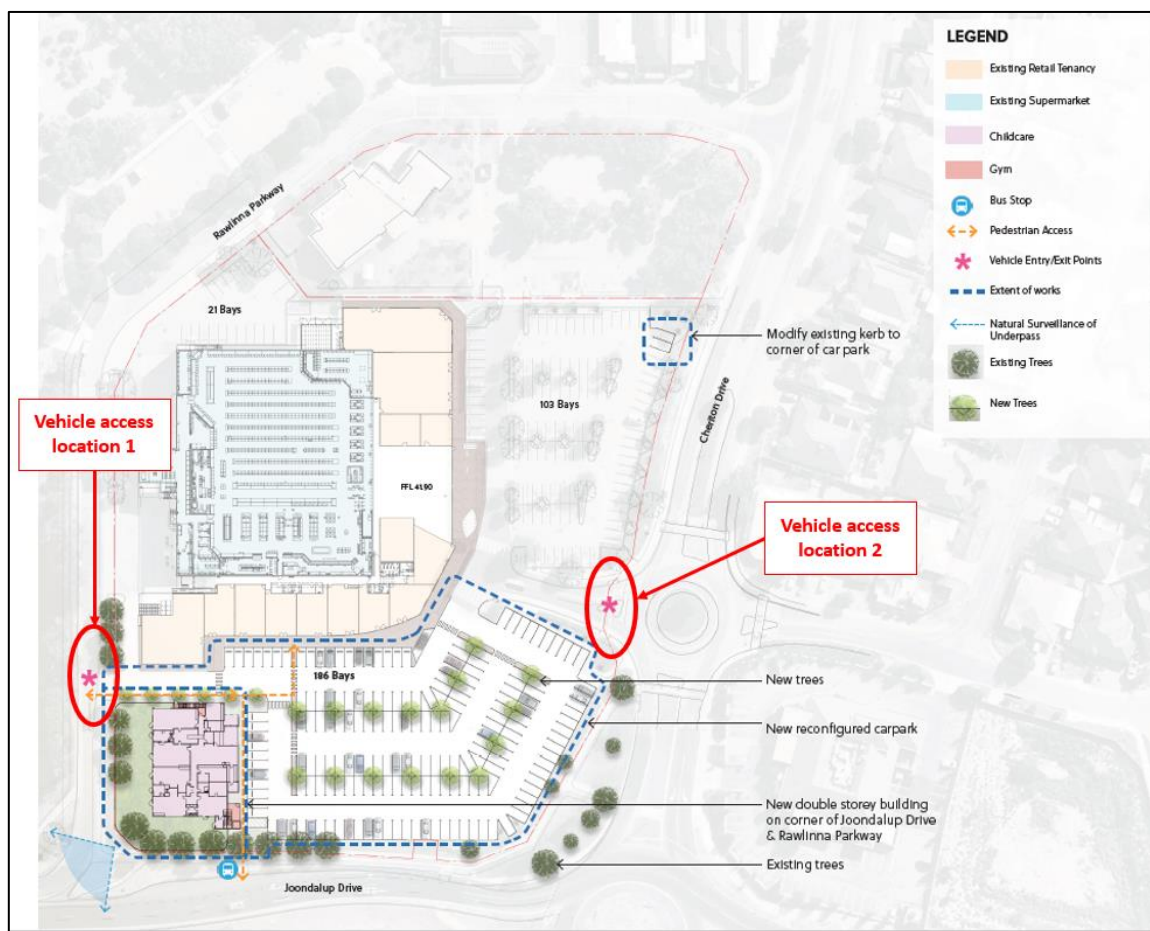 LEGEND
Existing Retail Tenancy
Existing Supermarket
Childcare
Gym
Bus Stop
Pedestrian Access
Vehicle Entry/Exit Points
Extent of works
Natural Surveillance of
Underpass
Existing Trees
New Trees
Rawlinna Parkway
21 Bays
Modify existing kerb to
corner of car park
103 Bays
Cheriton Drive
Vehicle access
location 1
FFL 41.90
Vehicle access
location 2
186 Bays
New trees
New reconfigured carpark
New double storey building
on corner of Joondalup Drive
& Rawlinna Parkway
Existing trees
Joondalup Drive